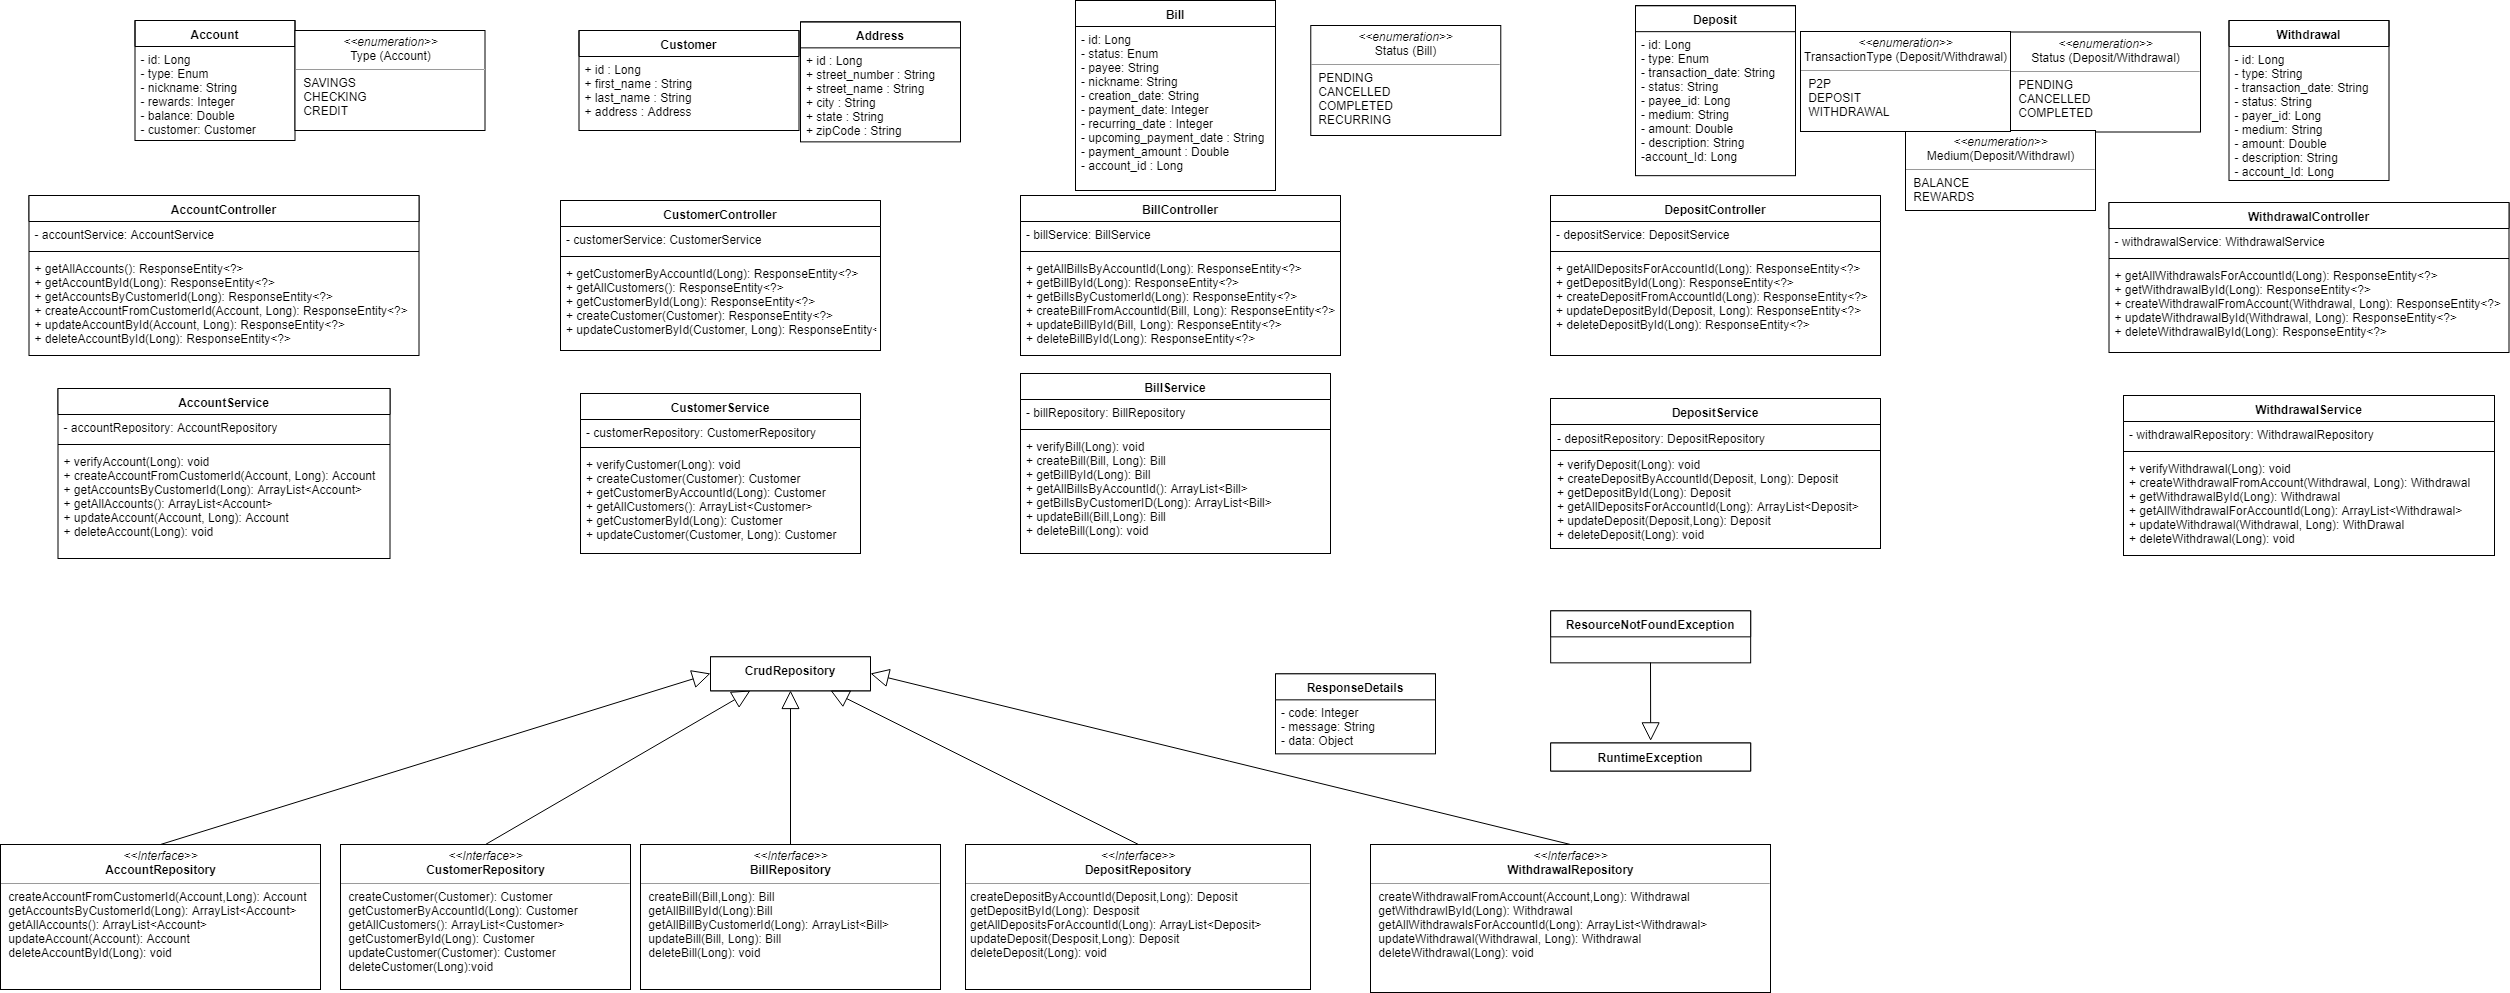 Account
- id: Long
- type: Enum
- nickname: String
- rewards: Integer
- balance: Double
- customer: Customer
<<enumeration>>
Type (Account)
SAVINGS
CHECKING
CREDIT
Customer
+ id : Long
+ first_name : String
+ last_name : String
+ address : Address
Address
+ id : Long
+ street_number : String
+ street_name : String
+ city : String
+ state : String
+ zipCode : String
Bill
- id: Long
- status: Enum
- payee: String
- nickname: String
- creation_date: String
- payment_date: Integer
- recurring_date : Integer
- upcoming_payment_date : String
- payment_amount : Double
- account_id : Long
<<enumeration>>
Status (Bill)
PENDING
CANCELLED
COMPLETED
RECURRING
Deposit
- id: Long
- type: Enum
- transaction_date: String
- status: String
- payee_id: Long
- medium: String
- amount: Double
- description: String
-account_Id: Long
<<enumeration>>
TransactionType (Deposit/Withdrawal)
P2P
DEPOSIT
WITHDRAWAL
<<enumeration>>
Status (Deposit/Withdrawal)
PENDING
CANCELLED
COMPLETED
<<enumeration>>
Medium(Deposit/Withdrawl)
BALANCE
REWARDS
Withdrawal
- id: Long
- type: String
- transaction_date: String
- status: String
- payer_id: Long
- medium: String
- amount: Double
- description: String
- account_Id: Long
AccountController
- accountService: AccountService
+ getAllAccounts(): ResponseEntity<?>
+ getAccountById(Long): ResponseEntity<?>
+ getAccountsByCustomerId(Long): ResponseEntity<?>
+ createAccountFromCustomerId(Account, Long): ResponseEntity<?>
+ updateAccountById(Account, Long): ResponseEntity<?>
+ deleteAccountById(Long): ResponseEntity<?>
CustomerController
- customerService: CustomerService
+ getCustomerByAccountId(Long): ResponseEntity<?>
+ getAllCustomers(): ResponseEntity<?>
+ getCustomerById(Long): ResponseEntity<?>
+ createCustomer(Customer): ResponseEntity<?>
+ updateCustomerById(Customer, Long): ResponseEntity<
BillController
- billService: BillService
+ getAllBillsByAccountId(Long): ResponseEntity<?>
+ getBillById(Long): ResponseEntity<?>
+ getBillsByCustomerId(Long): ResponseEntity<?>
+ createBillFromAccountId(Bill, Long): ResponseEntity<?>
+ updateBillById(Bill, Long): ResponseEntity<?>
+ deleteBillById(Long): ResponseEntity<?>
DepositController
- depositService: DepositService
+ getAllDepositsForAccountId(Long): ResponseEntity<?>
+ getDepositById(Long): ResponseEntity<?>
+ createDepositFromAccountId(Long): ResponseEntity<?>
+ updateDepositById(Deposit, Long): ResponseEntity<?>
+ deleteDepositById(Long): ResponseEntity<?>
WithdrawalController
- withdrawalService: WithdrawalService
+ getAllWithdrawalsForAccountId(Long): ResponseEntity<?>
+ getWithdrawalById(Long): ResponseEntity<?>
+ createWithdrawalFromAccount(Withdrawal, Long): ResponseEntity<?>
+ updateWithdrawalById(Withdrawal, Long): ResponseEntity<?>
+ deleteWithdrawalById(Long): ResponseEntity<?>
AccountService
- accountRepository: AccountRepository
+ verifyAccount(Long): void
+ createAccountFromCustomerId(Account, Long): Account
+ getAccountsByCustomerId(Long): ArrayList<Account>
+ getAllAccounts(): ArrayList<Account>
+ updateAccount(Account, Long): Account
+ deleteAccount(Long): void
CustomerService
- customerRepository: CustomerRepository
+ verifyCustomer(Long): void
+ createCustomer(Customer): Customer
+ getCustomerByAccountId(Long): Customer
+ getAllCustomers(): ArrayList<Customer>
+ getCustomerById(Long): Customer
+ updateCustomer(Customer, Long): Customer
BillService
- billRepository: BillRepository
+ verifyBill(Long): void
+ createBill(Bill, Long): Bill
+ getBillById(Long): Bill
+ getAllBillsByAccountId(): ArrayList<Bill>
+ getBillsByCustomerID(Long): ArrayList<Bill>
+ updateBill(Bill,Long): Bill
+ deleteBill(Long): void
DepositService
- depositRepository: DepositRepository
+ verifyDeposit(Long): void
+ createDepositByAccountId(Deposit, Long): Deposit
+ getDepositById(Long): Deposit
+ getAllDepositsForAccountId(Long): ArrayList<Deposit>
+ updateDeposit(Deposit,Long): Deposit
+ deleteDeposit(Long): void
WithdrawalService
- withdrawalRepository: WithdrawalRepository
+ verifyWithdrawal(Long): void
+ createWithdrawalFromAccount(Withdrawal, Long): Withdrawal
+ getWithdrawalById(Long): Withdrawal
+ getAllWithdrawalForAccountId(Long): ArrayList<Withdrawal>
+ updateWithdrawal(Withdrawal, Long): WithDrawal
+ deleteWithdrawal(Long): void
CrudRepository
ResponseDetails
- code: Integer
- message: String
- data: Object
ResourceNotFoundException
RuntimeException
<<Interface>>
AccountRepository
createAccountFromCustomerId(Account,Long): Account
getAccountsByCustomerId(Long): ArrayList<Account>
getAllAccounts(): ArrayList<Account>
updateAccount(Account): Account
deleteAccountById(Long): void
<<Interface>>
CustomerRepository
createCustomer(Customer): Customer
getCustomerByAccountId(Long): Customer
getAllCustomers(): ArrayList<Customer>
getCustomerById(Long): Customer
updateCustomer(Customer): Customer
deleteCustomer(Long):void
<<Interface>>
BillRepository
createBill(Bill,Long): Bill
getAllBillById(Long):Bill
getAllBillByCustomerId(Long): ArrayList<Bill>
updateBill(Bill, Long): Bill
deleteBill(Long): void
<<Interface>>
DepositRepository
createDepositByAccountId(Deposit,Long): Deposit
getDepositById(Long): Desposit
getAllDepositsForAccountId(Long): ArrayList<Deposit>
updateDeposit(Desposit,Long): Deposit
deleteDeposit(Long): void
<<Interface>>
WithdrawalRepository
createWithdrawalFromAccount(Account,Long): Withdrawal
getWithdrawlById(Long): Withdrawal
getAllWithdrawalsForAccountId(Long): ArrayList<Withdrawal>
updateWithdrawal(Withdrawal, Long): Withdrawal
deleteWithdrawal(Long): void